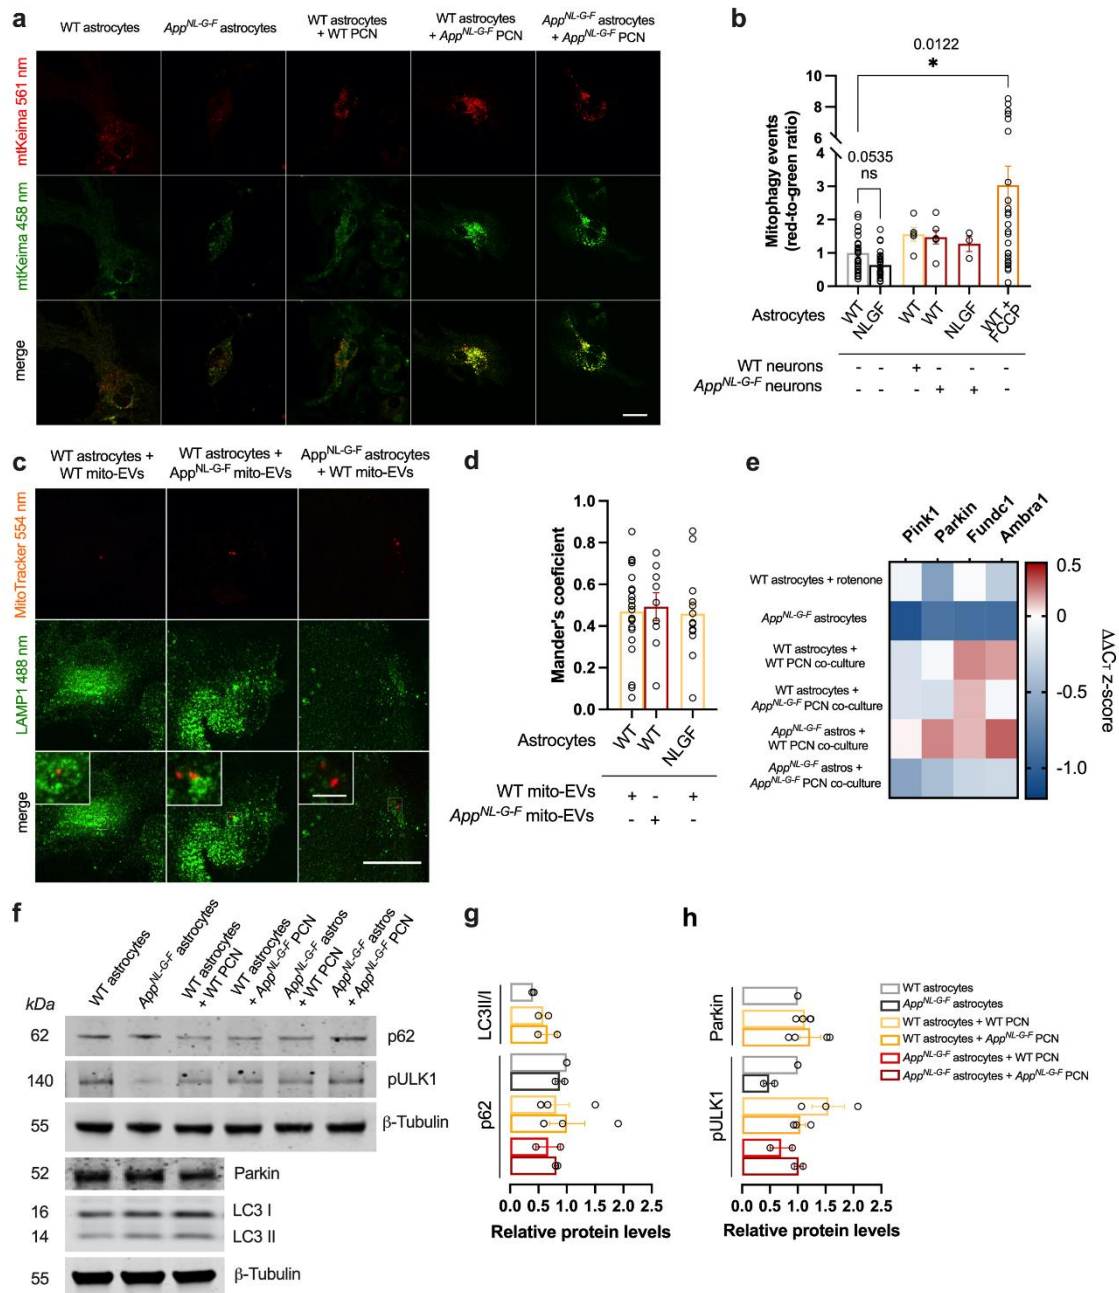 a
WT astrocytes
App^NL-G-F astrocytes
WT astrocytes
+ WT PCN
WT astrocytes
+ App^NL-G-F PCN
App^NL-G-F astrocytes
+ App^NL-G-F PCN
mtKeima 561 nm
mtKeima 458 nm
merge
b
0.0122
*
10
8
6
4
3
2
1
0
0.0535
ns
Mitophagy events
(red-to-green ratio)
Astrocytes
WT
NLGF
WT
WT
NLGF
WT +
FCCP
WT neurons - - + - - -
App^NL-G-F neurons - - - + + -
c
WT astrocytes +
WT mito-EVs
WT astrocytes +
App^NL-G-F mito-EVs
App^NL-G-F astrocytes
+ WT mito-EVs
MitoTracker 554 nm
LAMP1 488 nm
merge
d
1.0
0.8
0.6
0.4
0.2
0.0
Mander's coeficient
Astrocytes
WT
WT
NLGF
WT mito-EVs + - +
App^NL-G-F mito-EVs - + -
e
Pink1
Parkin
Fundc1
Ambra1
WT astrocytes + rotenone
App^NL-G-F astrocytes
WT astrocytes +
WT PCN co-culture
WT astrocytes +
App^NL-G-F PCN co-culture
App^NL-G-F astros +
WT PCN co-culture
App^NL-G-F astros +
App^NL-G-F PCN co-culture
0.5
0
-0.5
-1.0
ΔΔCT z-score
f
WT astrocytes
App^NL-G-F astrocytes
WT astrocytes
+ WT PCN
WT astrocytes
+ App^NL-G-F PCN
App^NL-G-F astros
+ WT PCN
App^NL-G-F astros
+ App^NL-G-F PCN
kDa
62
p62
140
pULK1
55
β-Tubulin
52
Parkin
16
LC3 I
14
LC3 II
55
β-Tubulin
g
LC3II/I
p62
0.0 0.5 1.0 1.5 2.0 2.5
Relative protein levels
h
Parkin
pULK1
0.0 0.5 1.0 1.5 2.0 2.5
Relative protein levels
WT astrocytes
App^NL-G-F astrocytes
WT astrocytes + WT PCN
WT astrocytes + App^NL-G-F PCN
App^NL-G-F astrocytes + WT PCN
App^NL-G-F astrocytes + App^NL-G-F PCN